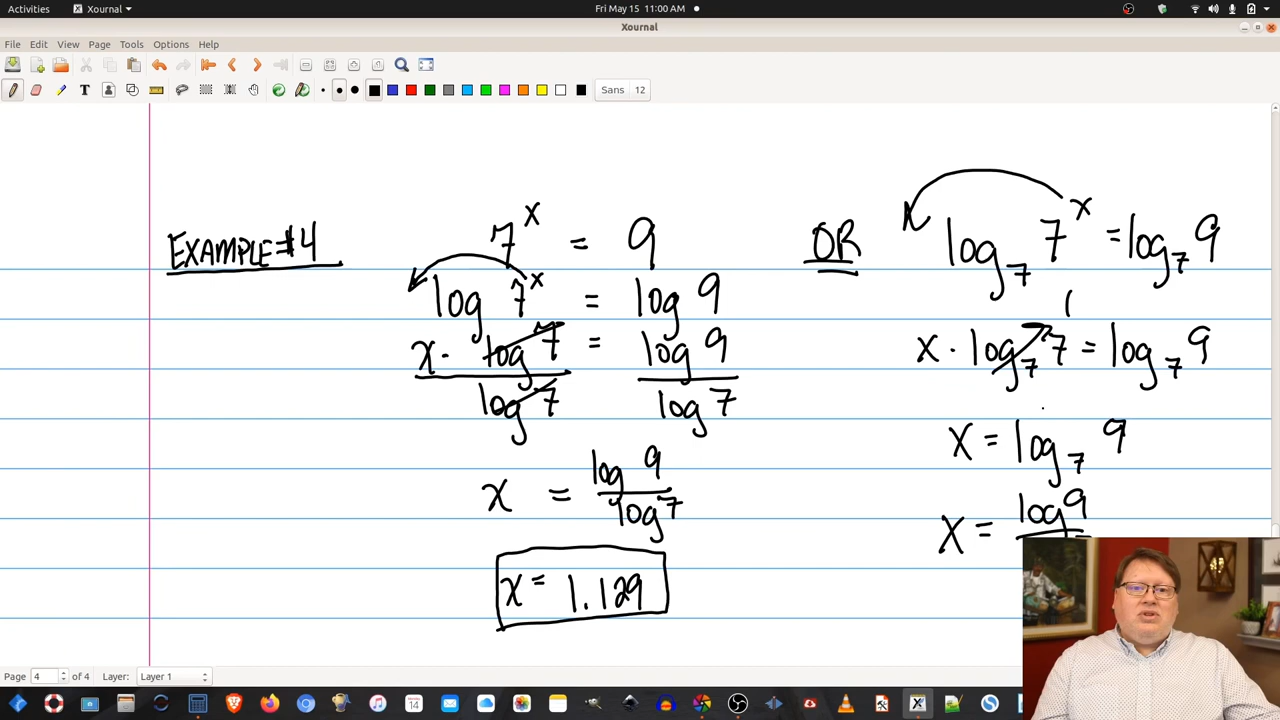 Activities
Xournal
Fri May 15 11:00 AM
Xournal
File Edit View Page Tools Options Help
Sans 12
EXAMPLE #4
7^x = 9
log 7^x = log 9
x · log 7 = log 9
log 7 log 7
x = log 9 / log 7
x = 1.129
OR
log_7 7^x = log_7 9
1
x · log_7 7 = log_7 9
x = log_7 9
x = log 9
Page 4 of 4 Layer: Layer 1